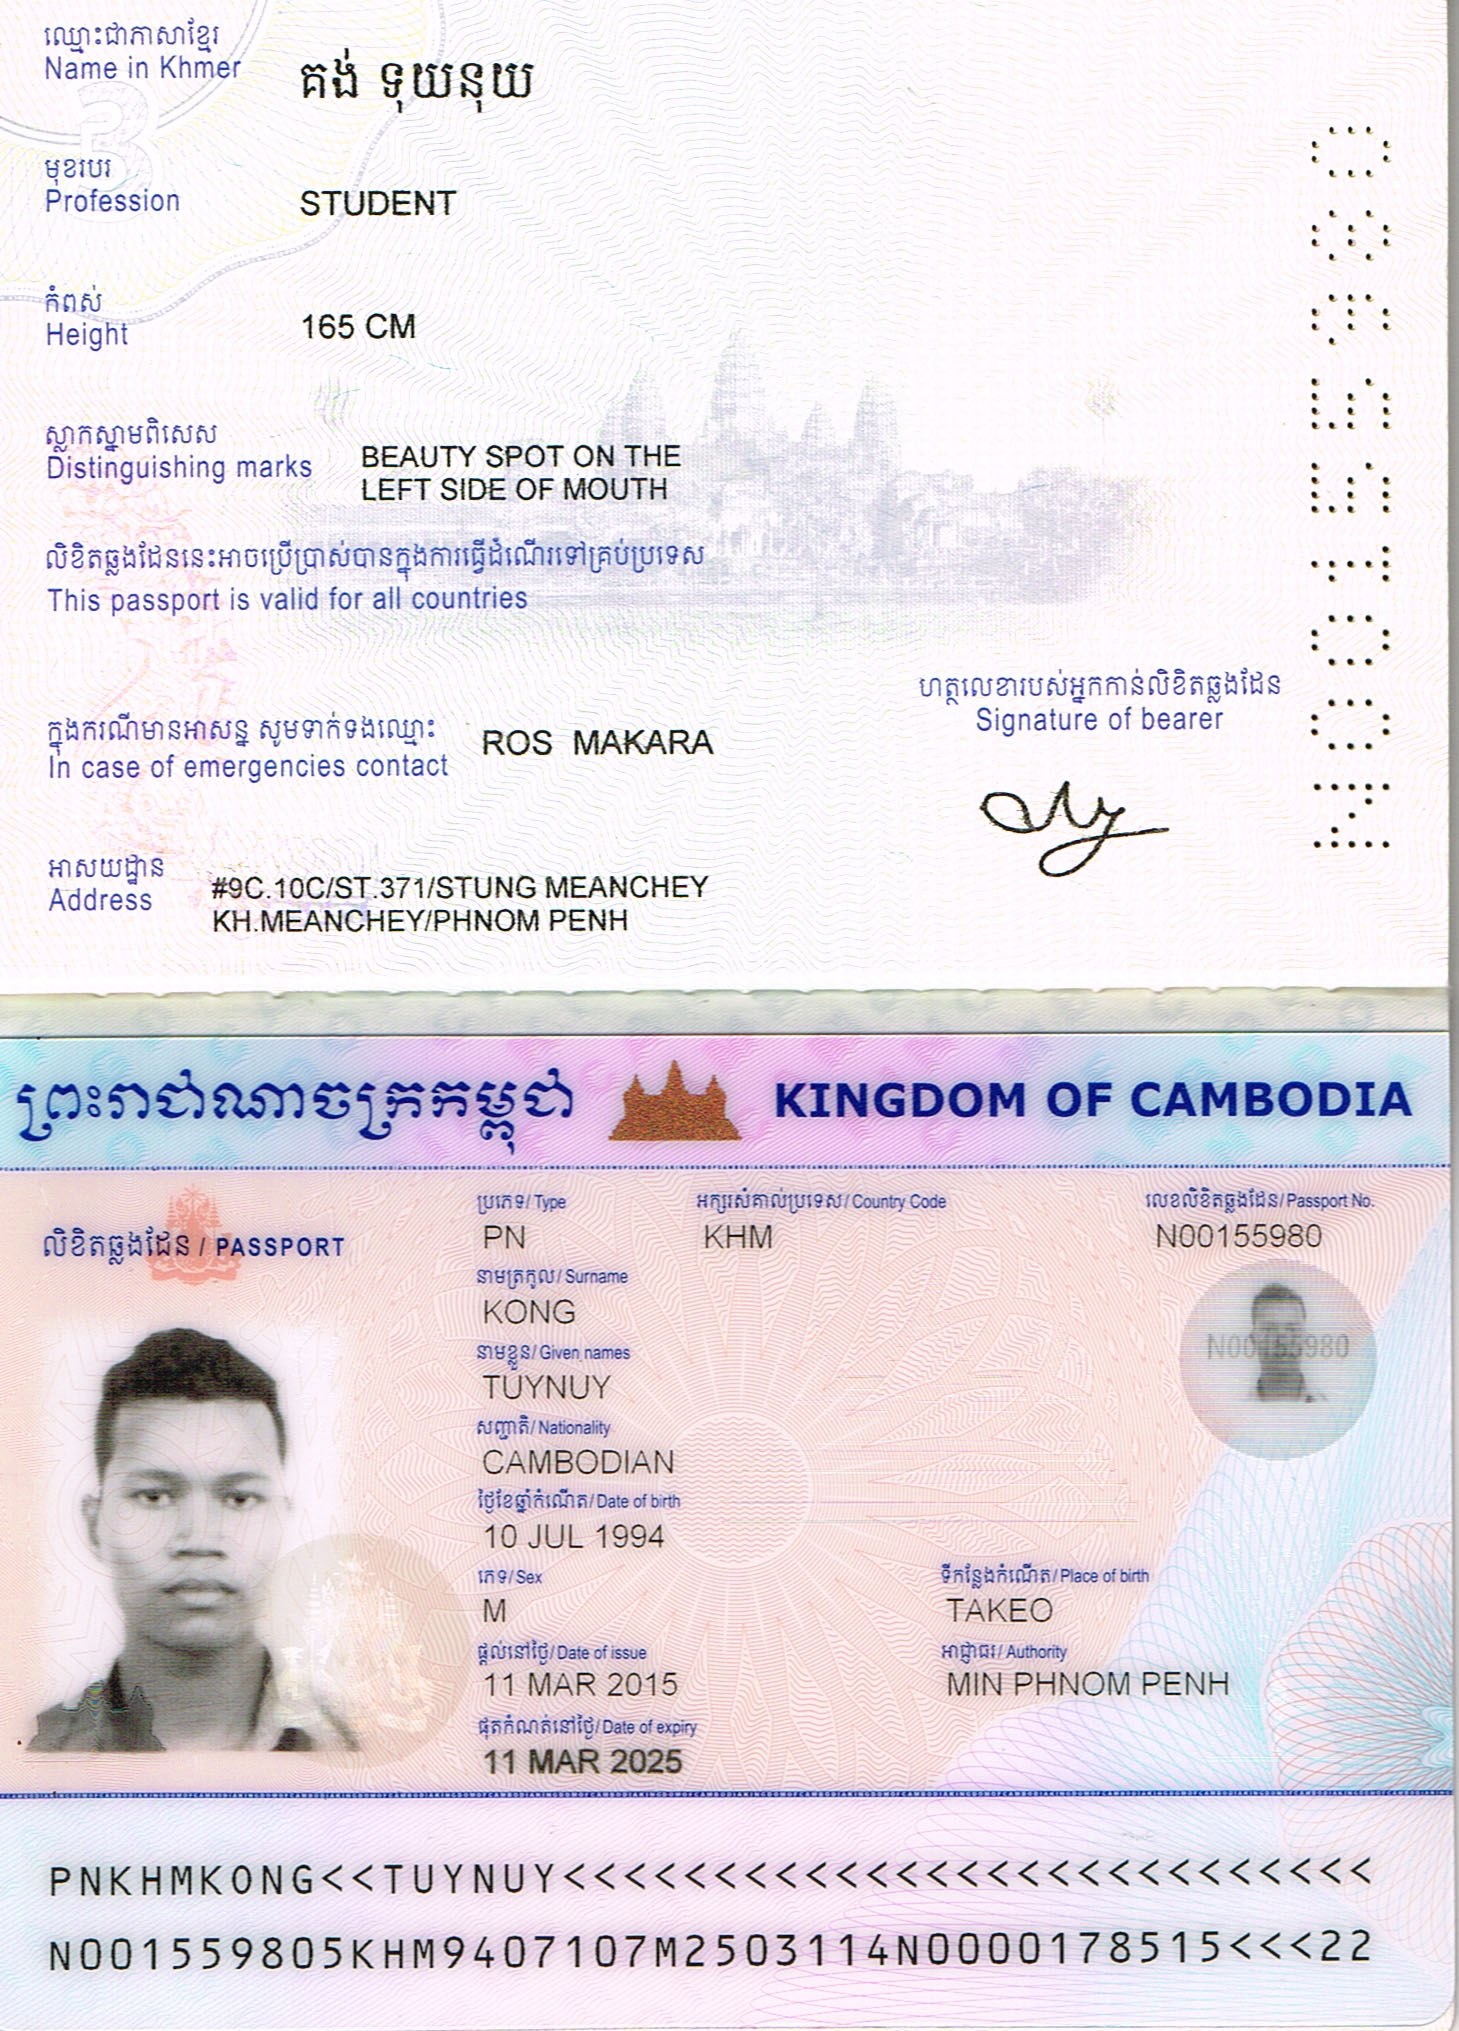 ឈ្មោះជាភាសាខ្មែរ
Name in Khmer
គង់ ទុយនុយ
មុខរបរ
Profession
STUDENT
កំពស់
Height
165 CM
ស្លាកស្នាមពិសេស
Distinguishing marks
BEAUTY SPOT ON THE
LEFT SIDE OF MOUTH
លិខិតឆ្លងដែននេះអាចប្រើប្រាស់បានក្នុងការធ្វើដំណើរទៅគ្រប់ប្រទេស
This passport is valid for all countries
ហត្ថលេខារបស់អ្នកកាន់លិខិតឆ្លងដែន
Signature of bearer
ក្នុងករណីមានអាសន្ន សូមទាក់ទងឈ្មោះ
In case of emergencies contact
ROS MAKARA
អាសយដ្ឋាន
Address
#9C.10C/ST.371/STUNG MEANCHEY
KH.MEANCHEY/PHNOM PENH
N00155980
ព្រះរាជាណាចក្រកម្ពុជា KINGDOM OF CAMBODIA
លិខិតឆ្លងដែន / PASSPORT
ប្រភេទ/Type
PN
អក្សរសំគាល់ប្រទេស/Country Code
KHM
លេខលិខិតឆ្លងដែន/Passport No.
N00155980
នាមត្រកូល/Surname
KONG
នាមខ្លួន/Given names
TUYNUY
N00155980
សញ្ជាតិ/Nationality
CAMBODIAN
ថ្ងៃខែឆ្នាំកំណើត/Date of birth
10 JUL 1994
ភេទ/Sex
M
ទីកន្លែងកំណើត/Place of birth
TAKEO
ផ្តល់នៅថ្ងៃ/Date of issue
11 MAR 2015
អាជ្ញាធរ/Authority
MIN PHNOM PENH
ផុតកំណត់នៅថ្ងៃ/Date of expiry
11 MAR 2025
PNKHMKONG<<TUYNUY<<<<<<<<<<<<<<<<<<<<<<<<<<<
N001559805KHM9407107M2503114N0000178515<<<22